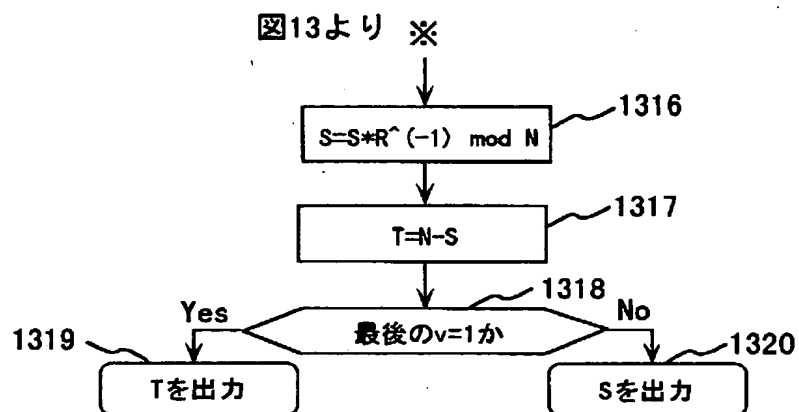 図13より ※
1316
S=S*R^(-1) mod N
1317
T=N-S
1318
Yes
最後のv=1か
No
1319
Tを出力
1320
Sを出力